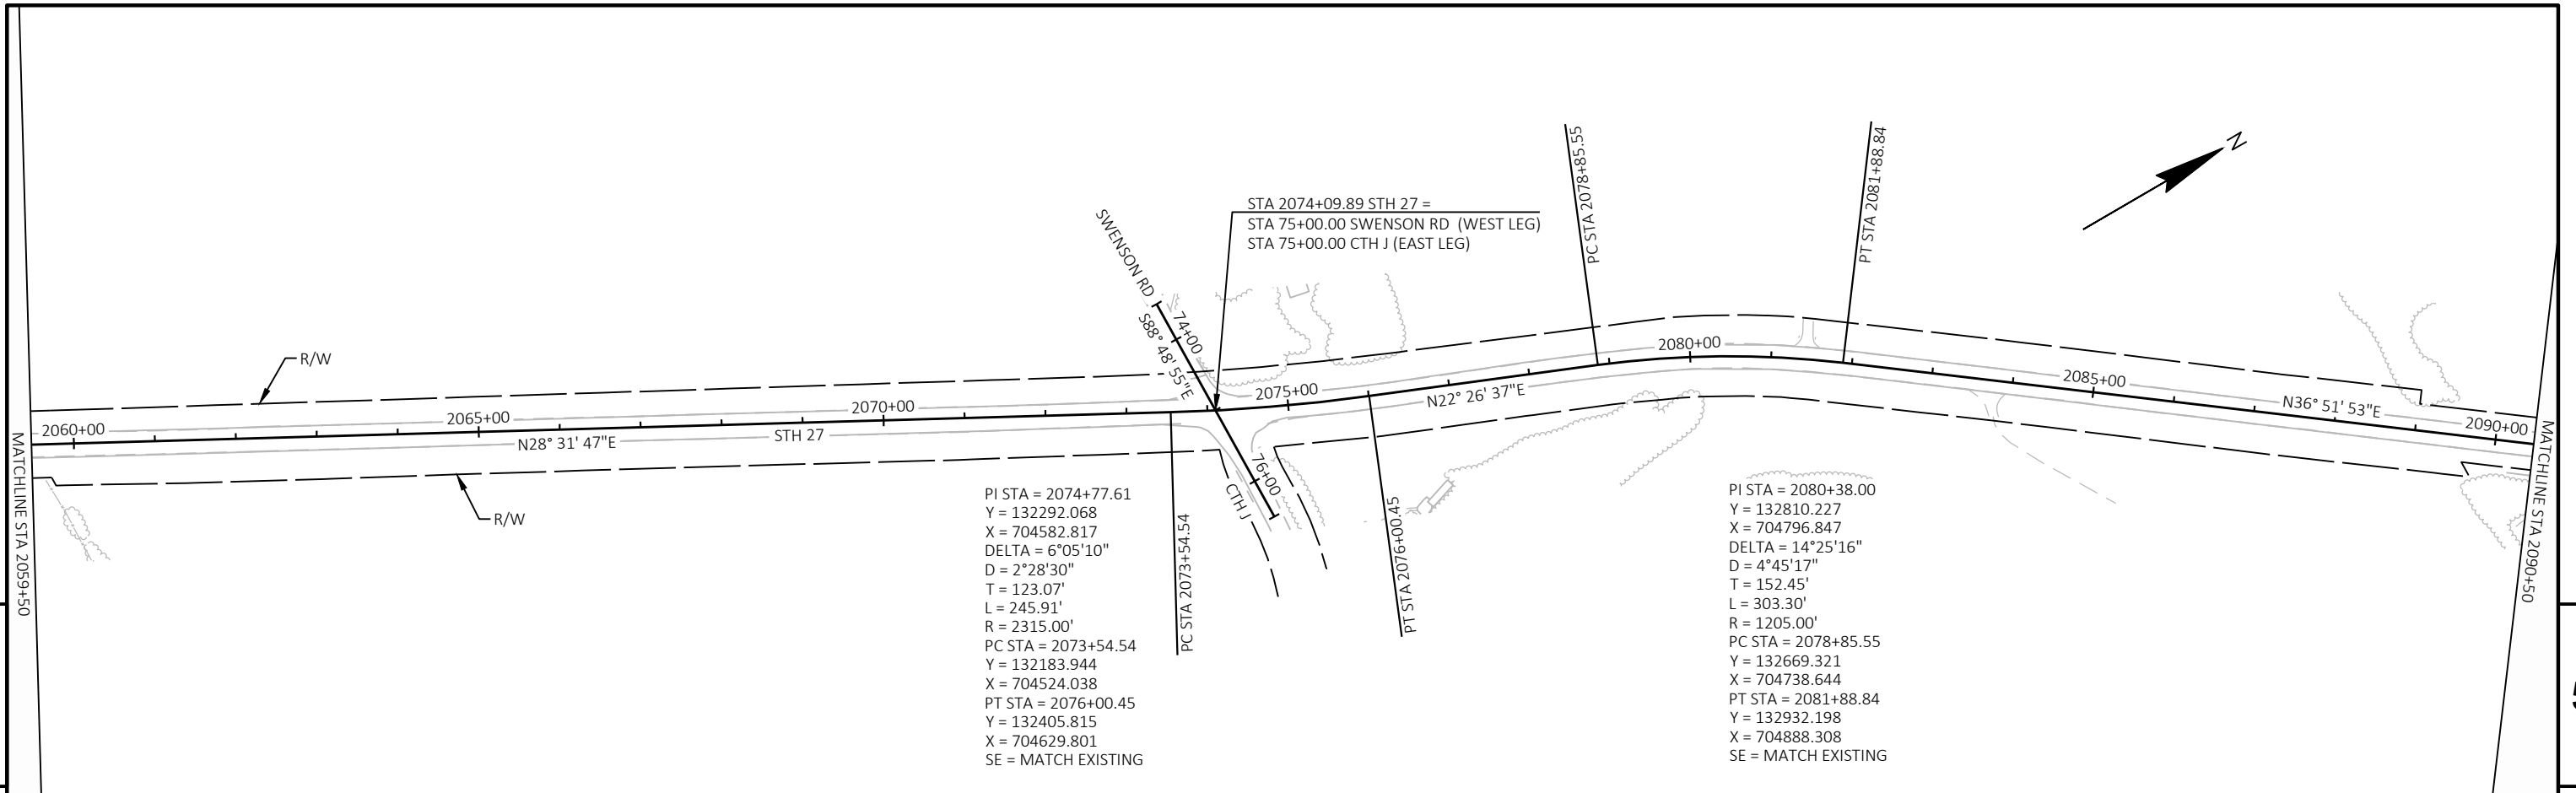 N
PC STA 2078+85.55
PT STA 2081+88.84
STA 2074+09.89 STH 27 =
STA 75+00.00 SWENSON RD (WEST LEG)
STA 75+00.00 CTH J (EAST LEG)
SWENSON RD
S88° 48' 55"E
74+00
76+00
CTH J
R/W
R/W
MATCHLINE STA 2059+50
2060+00
2065+00
2070+00
2075+00
2080+00
2085+00
2090+00
N28° 31' 47"E
STH 27
N22° 26' 37"E
N36° 51' 53"E
MATCHLINE STA 2090+50
PC STA 2073+54.54
PT STA 2076+00.45
PI STA = 2074+77.61
Y = 132292.068
X = 704582.817
DELTA = 6°05'10"
D = 2°28'30"
T = 123.07'
L = 245.91'
R = 2315.00'
PC STA = 2073+54.54
Y = 132183.944
X = 704524.038
PT STA = 2076+00.45
Y = 132405.815
X = 704629.801
SE = MATCH EXISTING
PI STA = 2080+38.00
Y = 132810.227
X = 704796.847
DELTA = 14°25'16"
D = 4°45'17"
T = 152.45'
L = 303.30'
R = 1205.00'
PC STA = 2078+85.55
Y = 132669.321
X = 704738.644
PT STA = 2081+88.84
Y = 132932.198
X = 704888.308
SE = MATCH EXISTING